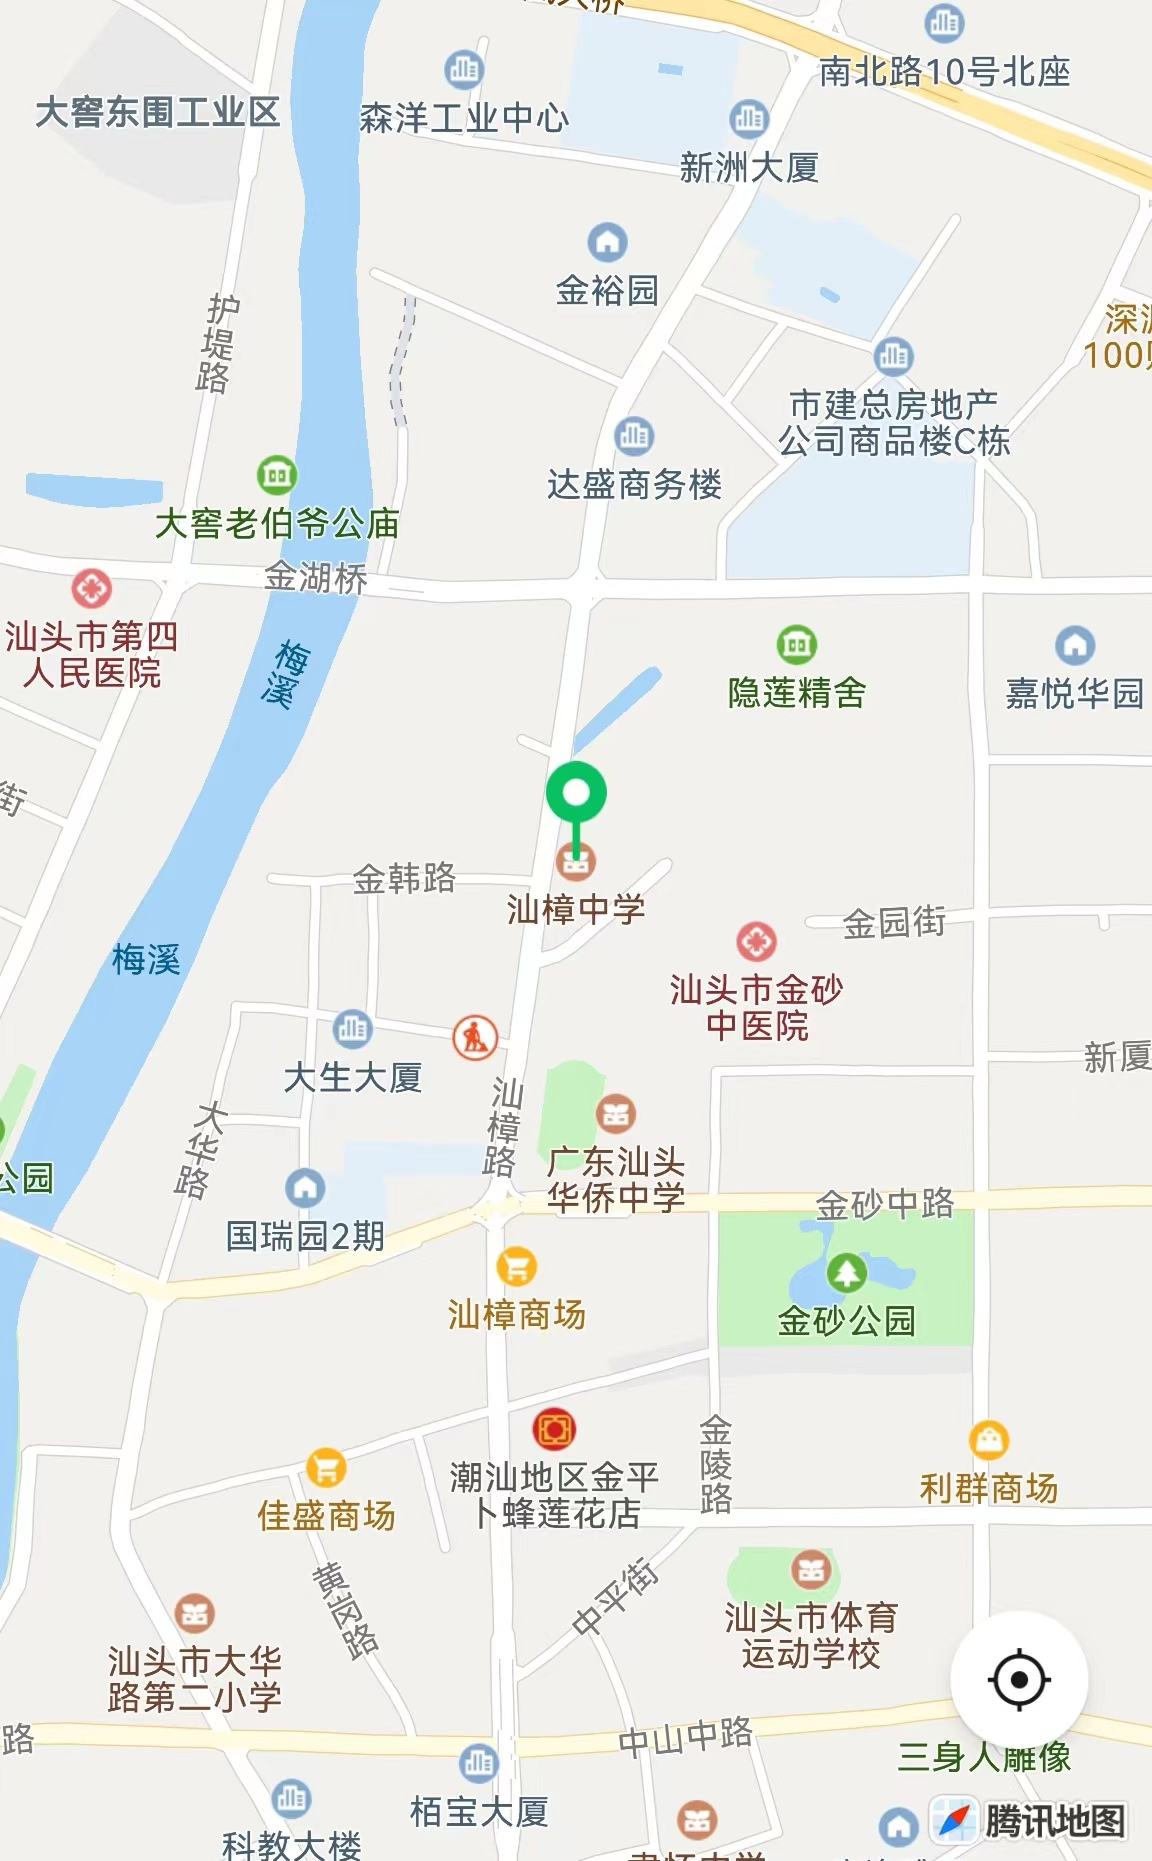 南北路10号北座
大窖东围工业区
森洋工业中心
新洲大厦
金裕园
护堤路
100
市建总房地产
公司商品楼C栋
达盛商务楼
大窖老伯爷公庙
金湖桥
汕头市第四
人民医院
梅溪
隐莲精舍
嘉悦华园
街
金韩路
汕樟中学
金园街
梅溪
汕头市金砂
中医院
新厦
大生大厦
汕樟路
大华路
广东汕头
华侨中学
公园
金砂中路
国瑞园2期
汕樟商场
金砂公园
金陵路
潮汕地区金平
卜蜂莲花店
利群商场
佳盛商场
黄岗路
中平街
汕头市体育
运动学校
汕头市大华
路第二小学
路
中山中路
三身人雕像
栢宝大厦
科教大楼
腾讯地图